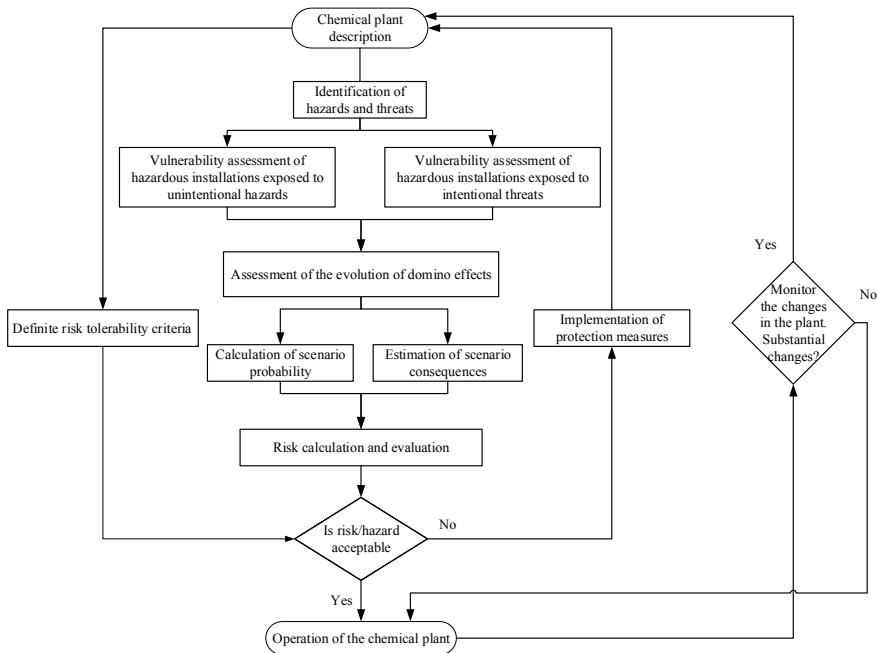 Chemical plant
description
Identification of
hazards and threats
Vulnerability assessment of
hazardous installations exposed to
unintentional hazards
Vulnerability assessment of
hazardous installations exposed to
intentional threats
Assessment of the evolution of domino effects
Definite risk tolerability criteria
Calculation of scenario
probability
Estimation of scenario
consequences
Implementation of
protection measures
Risk calculation and evaluation
Is risk/hazard
acceptable
No
Yes
Operation of the chemical plant
Yes
No
Monitor
the changes
in the plant.
Substantial
changes?